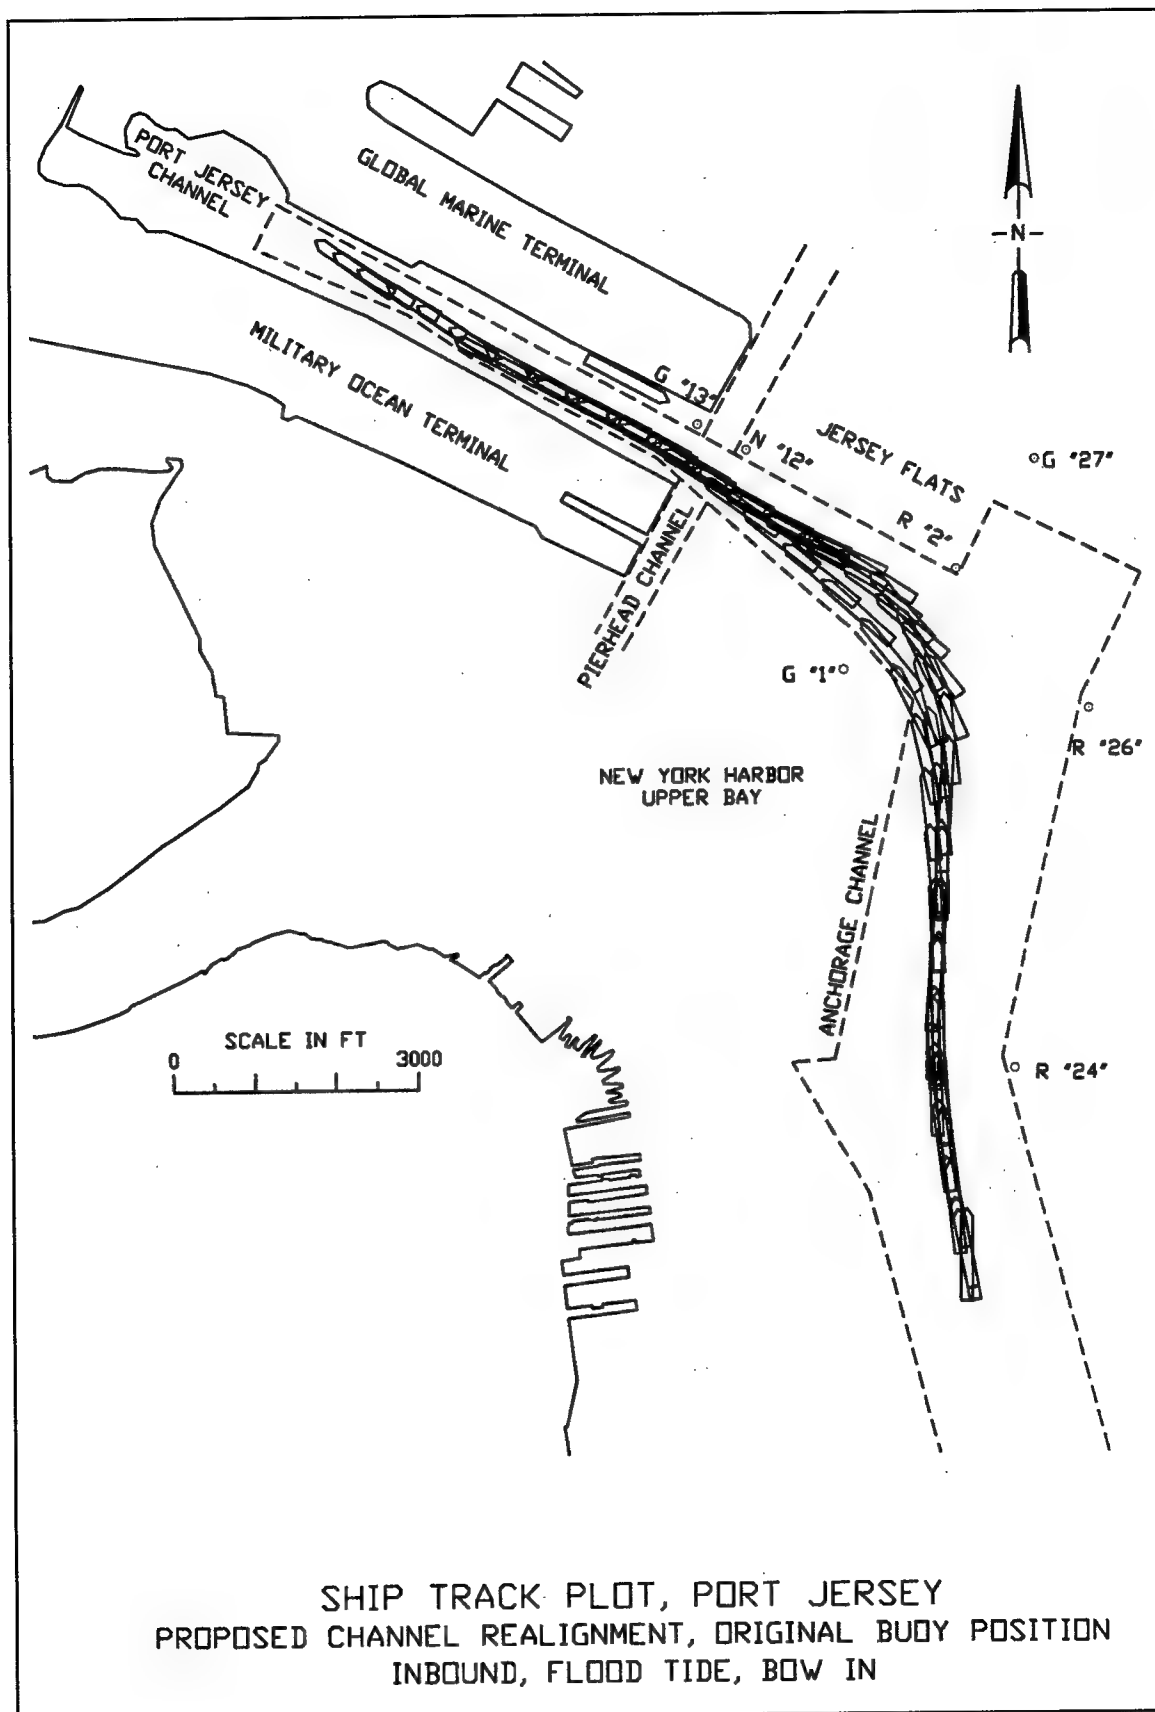 PORT JERSEY
CHANNEL
GLOBAL MARINE TERMINAL
-N-
MILITARY OCEAN TERMINAL
G "13"
N "12"
JERSEY FLATS
G "27"
R "2"
PIERHEAD CHANNEL
G "1"
R "26"
NEW YORK HARBOR
UPPER BAY
ANCHORAGE CHANNEL
SCALE IN FT
0 3000
R "24"
SHIP TRACK PLOT, PORT JERSEY
PROPOSED CHANNEL REALIGNMENT, ORIGINAL BUOY POSITION
INBOUND, FLOOD TIDE, BOW IN